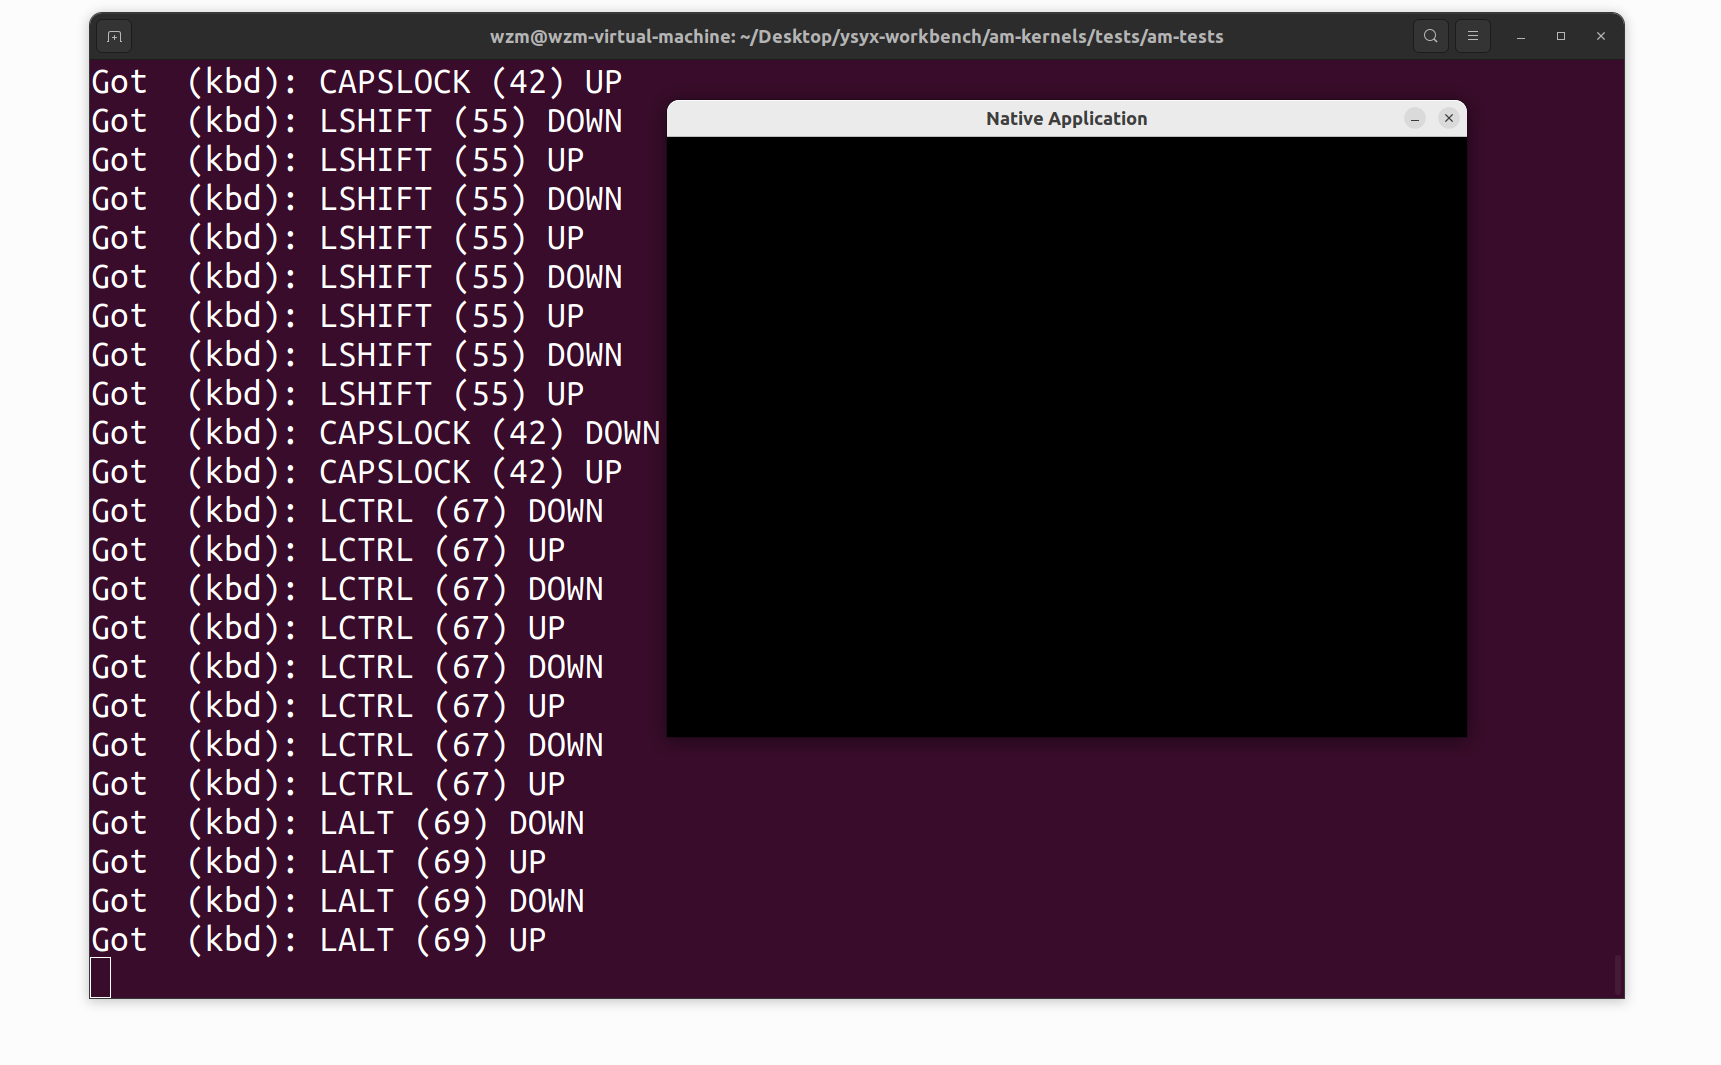 wzm@wzm-virtual-machine: ~/Desktop/ysyx-workbench/am-kernels/tests/am-tests
Got  (kbd): CAPSLOCK (42) UP
Got  (kbd): LSHIFT (55) DOWN
Got  (kbd): LSHIFT (55) UP
Got  (kbd): LSHIFT (55) DOWN
Got  (kbd): LSHIFT (55) UP
Got  (kbd): LSHIFT (55) DOWN
Got  (kbd): LSHIFT (55) UP
Got  (kbd): LSHIFT (55) DOWN
Got  (kbd): LSHIFT (55) UP
Got  (kbd): CAPSLOCK (42) DOWN
Got  (kbd): CAPSLOCK (42) UP
Got  (kbd): LCTRL (67) DOWN
Got  (kbd): LCTRL (67) UP
Got  (kbd): LCTRL (67) DOWN
Got  (kbd): LCTRL (67) UP
Got  (kbd): LCTRL (67) DOWN
Got  (kbd): LCTRL (67) UP
Got  (kbd): LCTRL (67) DOWN
Got  (kbd): LCTRL (67) UP
Got  (kbd): LALT (69) DOWN
Got  (kbd): LALT (69) UP
Got  (kbd): LALT (69) DOWN
Got  (kbd): LALT (69) UP
Native Application